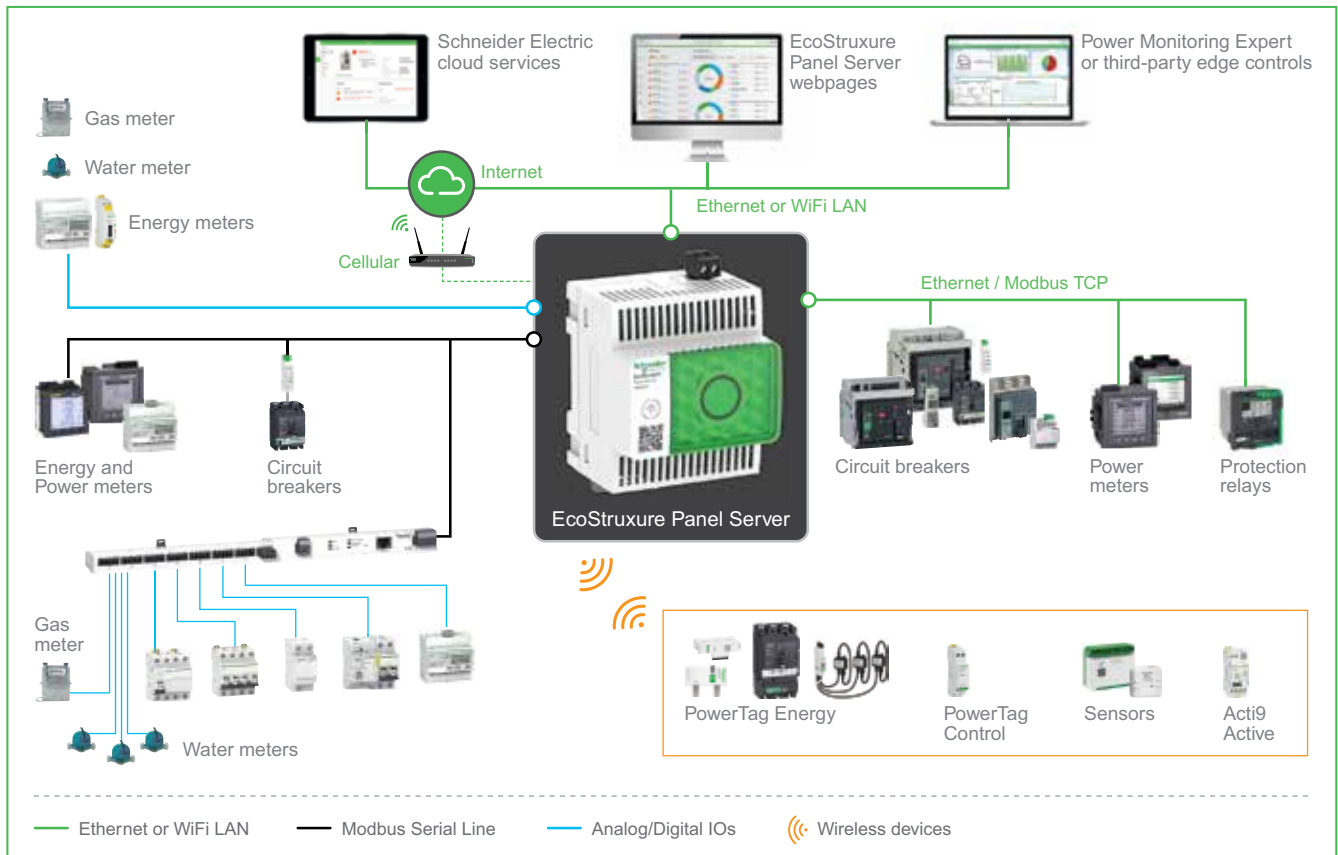 Schneider Electric
cloud services
EcoStruxure
Panel Server
webpages
Power Monitoring Expert
or third-party edge controls
Gas meter
Water meter
Energy meters
Internet
Ethernet or WiFi LAN
Cellular
Ethernet / Modbus TCP
Schneider
Energy and
Power meters
Circuit
breakers
EcoStruxure Panel Server
Circuit breakers
Power
meters
Protection
relays
Gas
meter
Water meters
PowerTag Energy
PowerTag
Control
Sensors
Acti9
Active
Ethernet or WiFi LAN
Modbus Serial Line
Analog/Digital IOs
Wireless devices